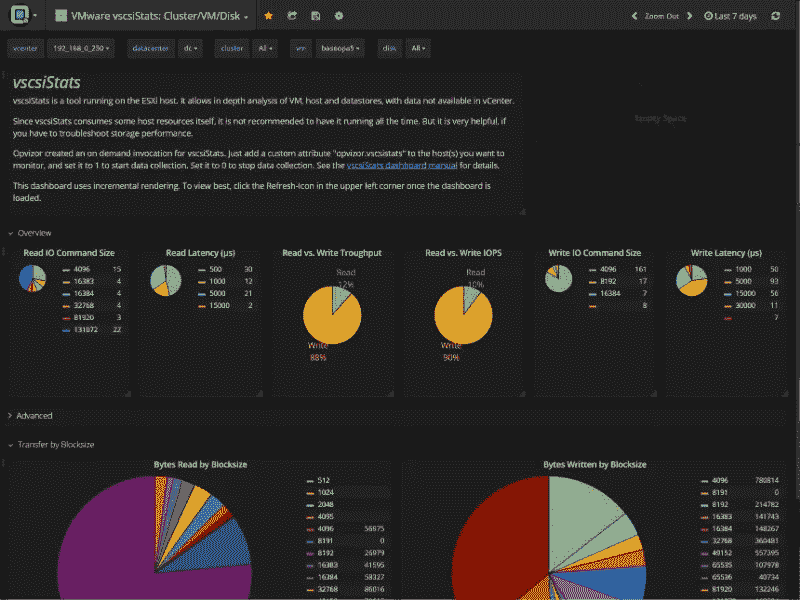 VMware vscsiStats: Cluster/VM/Disk
Zoom Out
Last 7 days
vcenter
192_168_0_230
datacenter
dc
cluster
All
vm
disk
All
vscsiStats
vscsiStats is a tool running on the ESXi host. It allows in depth analysis of VM, host and datastores, with data not available in vCenter.
Since vscsiStats consumes some host resources itself, it is not recommended to have it running all the time. But it is very helpful, if
you have to troubleshoot storage performance.
Opvizor created an on demand invocation for vscsiStats. Just add a custom attribute "opvizor.vscsistats" to the host(s) you want to
monitor, and set it to 1 to start data collection. Set it to 0 to stop data collection. See the vscsiStats dashboard manual for details.
This dashboard uses incremental rendering. To view best, click the Refresh-Icon in the upper left corner once the dashboard is
loaded.
Empty Space
Overview
Read IO Command Size
4096 15
16383 4
16384 4
32768 4
81920 3
131072 22
Read Latency (µs)
500 30
1000 12
5000 21
15000 2
Read vs. Write Troughput
Read
12%
Write
88%
Read vs. Write IOPS
Read
10%
Write
90%
Write IO Command Size
4096 161
8192 17
16384 7
8
Write Latency (µs)
1000 50
5000 93
15000 56
30000 11
7
Advanced
Transfer by Blocksize
Bytes Read by Blocksize
512
1024
2048
4095
4096 56975
8191 0
8192 26979
16383 41595
16384 58327
32768 86016
Bytes Written by Blocksize
4096 780814
8191 0
8192 214782
16383 141743
16384 148267
32768 360481
49152 557395
65535 107978
65536 40734
81920 132246